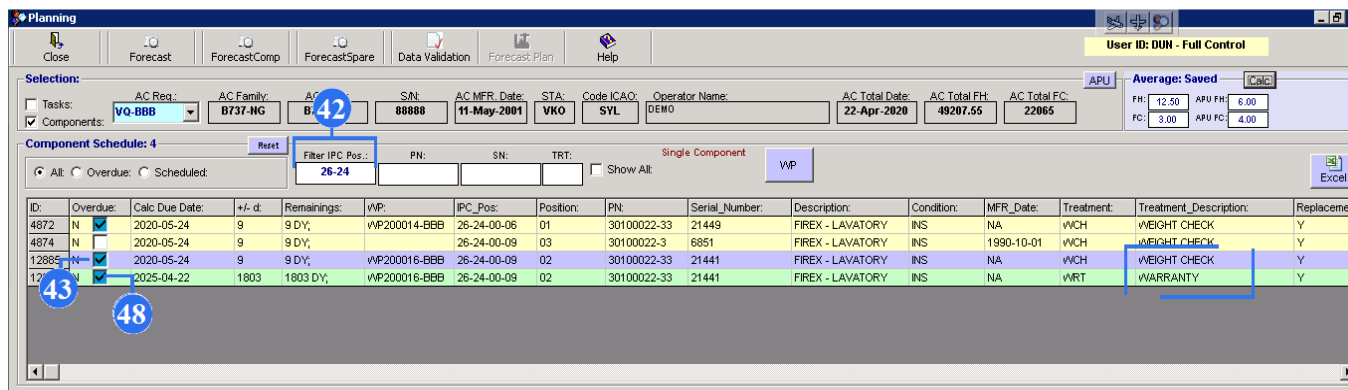 Planning
Close Forecast ForecastComp ForecastSpare Data Validation Forecast Plan Help
User ID: DUN - Full Control
Selection: APU Average: Saved Calc
AC Reg.: AC Family: S/N: AC MFR. Date: STA: Code ICAO: Operator Name: AC Total Date: AC Total FH: AC Total FC:
Tasks: Components: VQ-BBB B737-NG 88888 11-May-2001 VKO SYL DEMO 22-Apr-2020 49207.55 22065
FH: 12.50 APU FH: 6.00
FC: 3.00 APU FC: 4.00
42
Component Schedule: 4 Reset Filter IPC Pos.: PN: SN: TRT: Show All: Single Component WP
All: Overdue: Scheduled: 26-24 Excel
ID: Overdue: Calc Due Date: +/- d: Remainings: WP: IPC_Pos: Position: PN: Serial_Number: Description: Condition: MFR_Date: Treatment: Treatment_Description: Replaceme
4872 N 2020-05-24 9 9 DY; WP200014-BBB 26-24-00-06 01 30100022-33 21449 FIREX - LAVATORY INS NA WCH WEIGHT CHECK Y
4874 N 2020-05-24 9 9 DY; 26-24-00-09 03 30100022-3 6851 FIREX - LAVATORY INS 1990-10-01 WCH WEIGHT CHECK Y
12885 N 2020-05-24 9 9 DY; WP200016-BBB 26-24-00-09 02 30100022-33 21441 FIREX - LAVATORY INS NA WCH WEIGHT CHECK Y
2025-04-22 1803 1803 DY; WP200016-BBB 26-24-00-09 02 30100022-33 21441 FIREX - LAVATORY INS NA WRT WARRANTY Y
43
48